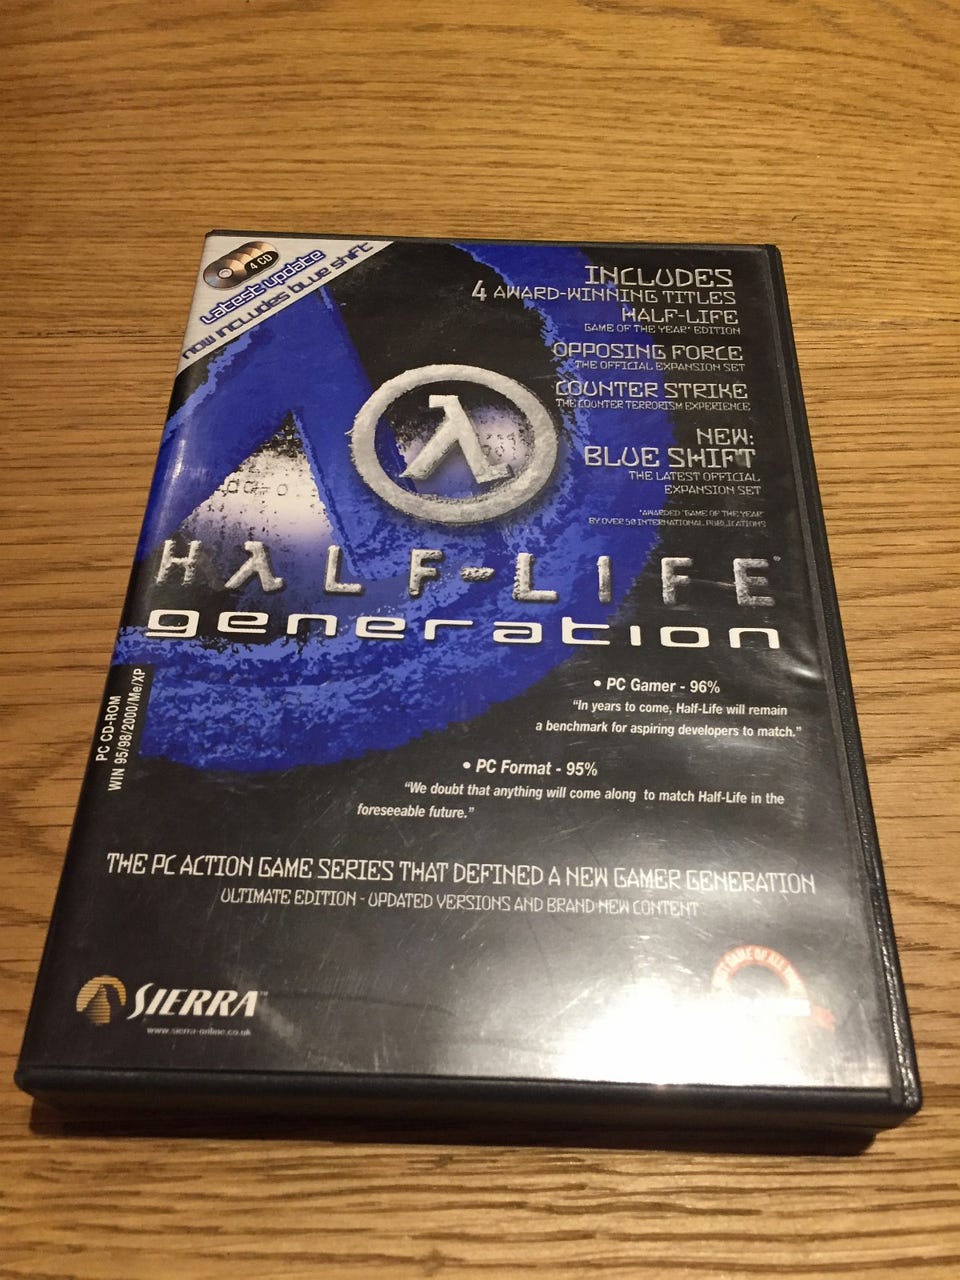 4 CD
Latest update
now includes blue shift
INCLUDES
4 AWARD-WINNING TITLES
HALF-LIFE
GAME OF THE YEAR* EDITION
OPPOSING FORCE
THE OFFICIAL EXPANSION SET
COUNTER STRIKE
THE COUNTER TERRORISM EXPERIENCE
NEW:
BLUE SHIFT
THE LATEST OFFICIAL
EXPANSION SET
*AWARDED 'GAME OF THE YEAR'
BY OVER 50 INTERNATIONAL PUBLICATIONS
λ
HλLF-LIFE
generation
PC CD-ROM
WIN 95/98/2000/Me/XP
• PC Gamer - 96%
"In years to come, Half-Life will remain
a benchmark for aspiring developers to match."
• PC Format - 95%
"We doubt that anything will come along to match Half-Life in the
foreseeable future."
THE PC ACTION GAME SERIES THAT DEFINED A NEW GAMER GENERATION
ULTIMATE EDITION - UPDATED VERSIONS AND BRAND NEW CONTENT
SIERRA™
www.sierra-online.co.uk
GAME OF ALL